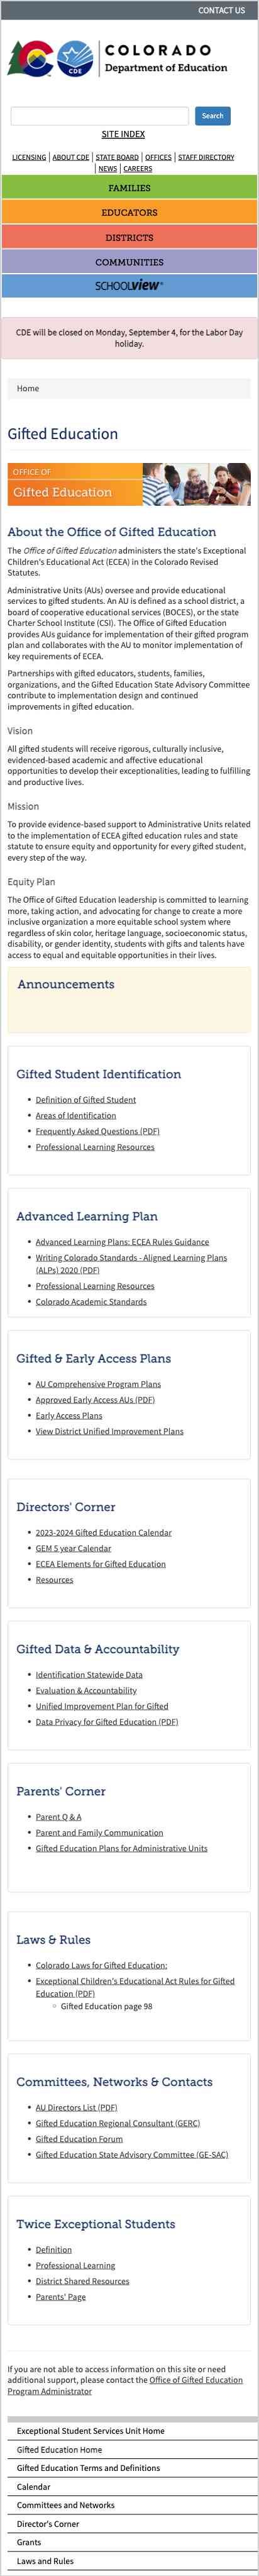 CONTACT US
COLORADO
CDE
Department of Education
Search
SITE INDEX
LICENSING | ABOUT CDE | STATE BOARD | OFFICES | STAFF DIRECTORY
| NEWS | CAREERS
FAMILIES
EDUCATORS
DISTRICTS
COMMUNITIES
SCHOOLVIEW®
CDE will be closed on Monday, September 4, for the Labor Day
holiday.
Home
Gifted Education
OFFICE OF
Gifted Education
About the Office of Gifted Education
The Office of Gifted Education administers the state's Exceptional
Children's Educational Act (ECEA) in the Colorado Revised
Statutes.
Administrative Units (AUs) oversee and provide educational
services to gifted students. An AU is defined as a school district, a
board of cooperative educational services (BOCES), or the state
Charter School Institute (CSI). The Office of Gifted Education
provides AUs guidance for implementation of their gifted program
plan and collaborates with the AU to monitor implementation of
key requirements of ECEA.
Partnerships with gifted educators, students, families,
organizations, and the Gifted Education State Advisory Committee
contribute to implementation design and continued
improvements in gifted education.
Vision
All gifted students will receive rigorous, culturally inclusive,
evidenced-based academic and affective educational
opportunities to develop their exceptionalities, leading to fulfilling
and productive lives.
Mission
To provide evidence-based support to Administrative Units related
to the implementation of ECEA gifted education rules and state
statute to ensure equity and opportunity for every gifted student,
every step of the way.
Equity Plan
The Office of Gifted Education leadership is committed to learning
more, taking action, and advocating for change to create a more
inclusive organization a more equitable school system where
regardless of skin color, heritage language, socioeconomic status,
disability, or gender identity, students with gifts and talents have
access to equal and equitable opportunities in their lives.
Announcements
Gifted Student Identification
• Definition of Gifted Student
• Areas of Identification
• Frequently Asked Questions (PDF)
• Professional Learning Resources
Advanced Learning Plan
• Advanced Learning Plans: ECEA Rules Guidance
• Writing Colorado Standards - Aligned Learning Plans
(ALPs) 2020 (PDF)
• Professional Learning Resources
• Colorado Academic Standards
Gifted & Early Access Plans
• AU Comprehensive Program Plans
• Approved Early Access AUs (PDF)
• Early Access Plans
• View District Unified Improvement Plans
Directors' Corner
• 2023-2024 Gifted Education Calendar
• GEM 5 year Calendar
• ECEA Elements for Gifted Education
• Resources
Gifted Data & Accountability
• Identification Statewide Data
• Evaluation & Accountability
• Unified Improvement Plan for Gifted
• Data Privacy for Gifted Education (PDF)
Parents' Corner
• Parent Q & A
• Parent and Family Communication
• Gifted Education Plans for Administrative Units
Laws & Rules
• Colorado Laws for Gifted Education:
• Exceptional Children's Educational Act Rules for Gifted
Education (PDF)
○ Gifted Education page 98
Committees, Networks & Contacts
• AU Directors List (PDF)
• Gifted Education Regional Consultant (GERC)
• Gifted Education Forum
• Gifted Education State Advisory Committee (GE-SAC)
Twice Exceptional Students
• Definition
• Professional Learning
• District Shared Resources
• Parents' Page
If you are not able to access information on this site or need
additional support, please contact the Office of Gifted Education
Program Administrator
Exceptional Student Services Unit Home
Gifted Education Home
Gifted Education Terms and Definitions
Calendar
Committees and Networks
Director's Corner
Grants
Laws and Rules